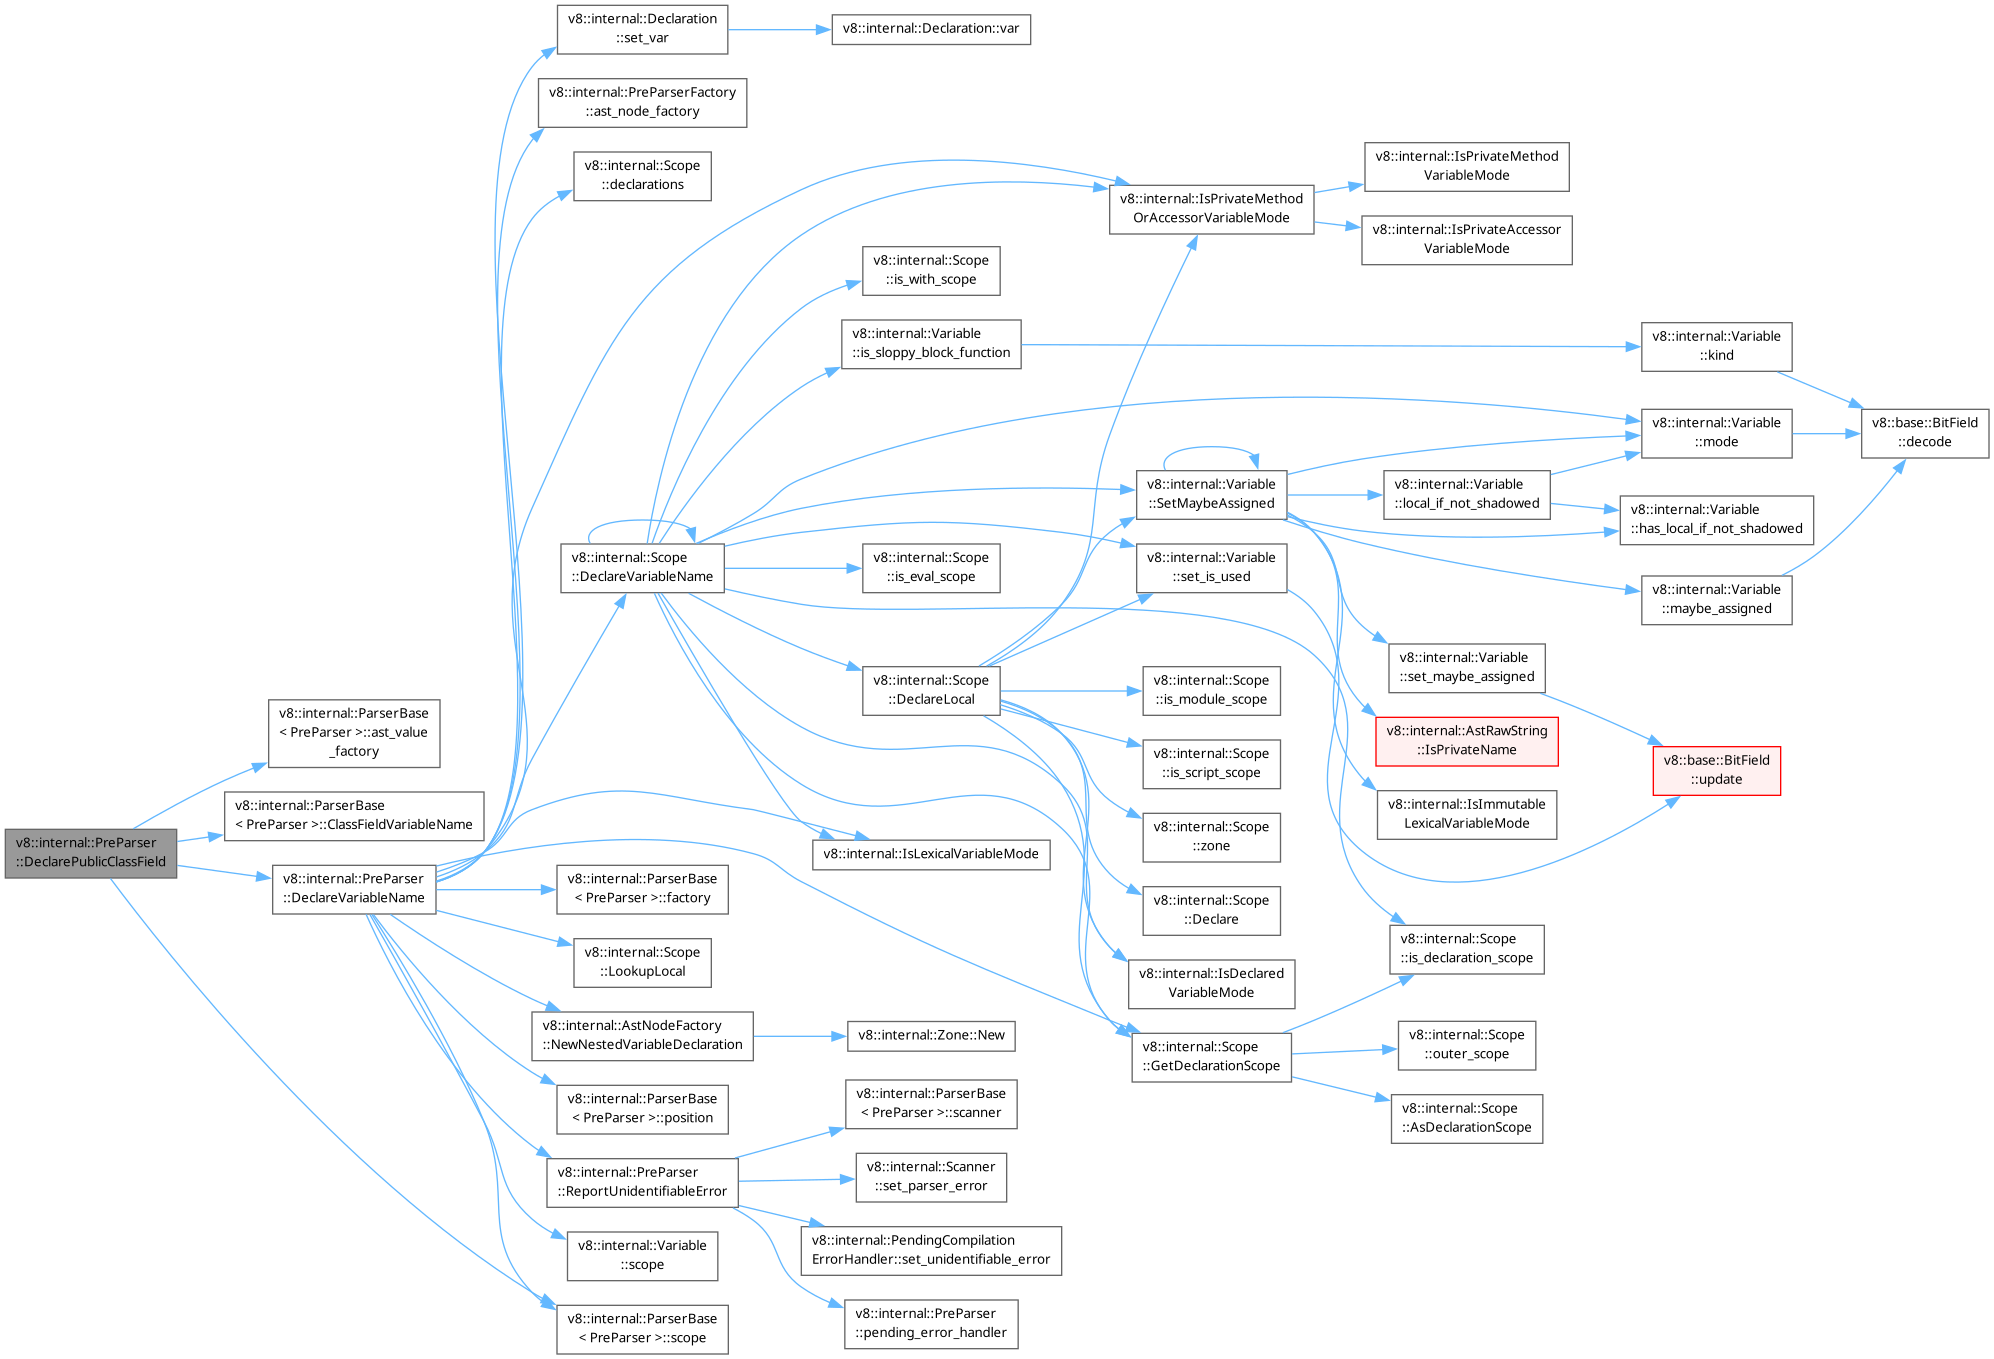 v8::internal::PreParser
::DeclarePublicClassField
v8::internal::ParserBase
< PreParser >::ast_value
_factory
v8::internal::ParserBase
< PreParser >::ClassFieldVariableName
v8::internal::PreParser
::DeclareVariableName
v8::internal::Declaration
::set_var
v8::internal::Declaration::var
v8::internal::PreParserFactory
::ast_node_factory
v8::internal::Scope
::declarations
v8::internal::Scope
::DeclareVariableName
v8::internal::ParserBase
< PreParser >::factory
v8::internal::Scope
::LookupLocal
v8::internal::AstNodeFactory
::NewNestedVariableDeclaration
v8::internal::Zone::New
v8::internal::ParserBase
< PreParser >::position
v8::internal::PreParser
::ReportUnidentifiableError
v8::internal::Variable
::scope
v8::internal::ParserBase
< PreParser >::scope
v8::internal::Scope
::is_with_scope
v8::internal::Variable
::is_sloppy_block_function
v8::internal::Scope
::is_eval_scope
v8::internal::Scope
::DeclareLocal
v8::internal::IsLexicalVariableMode
v8::internal::ParserBase
< PreParser >::scanner
v8::internal::Scanner
::set_parser_error
v8::internal::PendingCompilation
ErrorHandler::set_unidentifiable_error
v8::internal::PreParser
::pending_error_handler
v8::internal::IsPrivateMethod
OrAccessorVariableMode
v8::internal::Variable
::SetMaybeAssigned
v8::internal::Variable
::set_is_used
v8::internal::Scope
::is_module_scope
v8::internal::Scope
::is_script_scope
v8::internal::Scope
::zone
v8::internal::Scope
::Declare
v8::internal::IsDeclared
VariableMode
v8::internal::Scope
::GetDeclarationScope
v8::internal::IsPrivateMethod
VariableMode
v8::internal::IsPrivateAccessor
VariableMode
v8::internal::Variable
::local_if_not_shadowed
v8::internal::Variable
::set_maybe_assigned
v8::internal::AstRawString
::IsPrivateName
v8::internal::IsImmutable
LexicalVariableMode
v8::internal::Scope
::is_declaration_scope
v8::internal::Scope
::outer_scope
v8::internal::Scope
::AsDeclarationScope
v8::internal::Variable
::kind
v8::internal::Variable
::mode
v8::internal::Variable
::has_local_if_not_shadowed
v8::internal::Variable
::maybe_assigned
v8::base::BitField
::update
v8::base::BitField
::decode